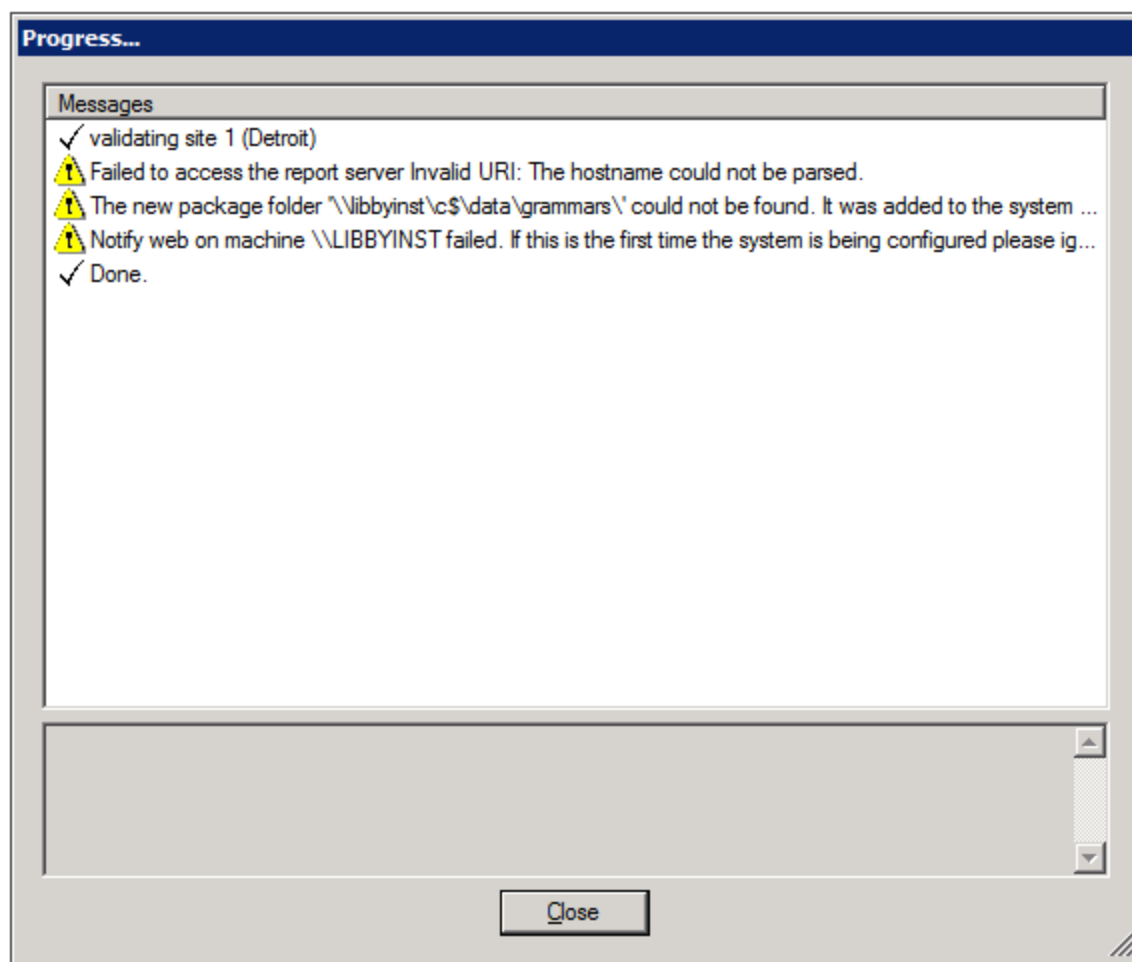 Progress...
Messages
validating site 1 (Detroit)
Failed to access the report server Invalid URI: The hostname could not be parsed.
The new package folder '\\libbyinst\c$\data\grammars\' could not be found. It was added to the system ...
Notify web on machine \\LIBBYINST failed. If this is the first time the system is being configured please ig...
Done.
Close